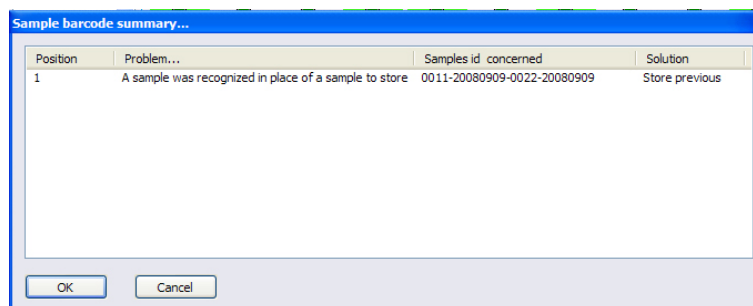 Sample barcode summary...
Position Problem... Samples id concerned Solution
1 A sample was recognized in place of a sample to store 0011-20080909-0022-20080909 Store previous
OK Cancel